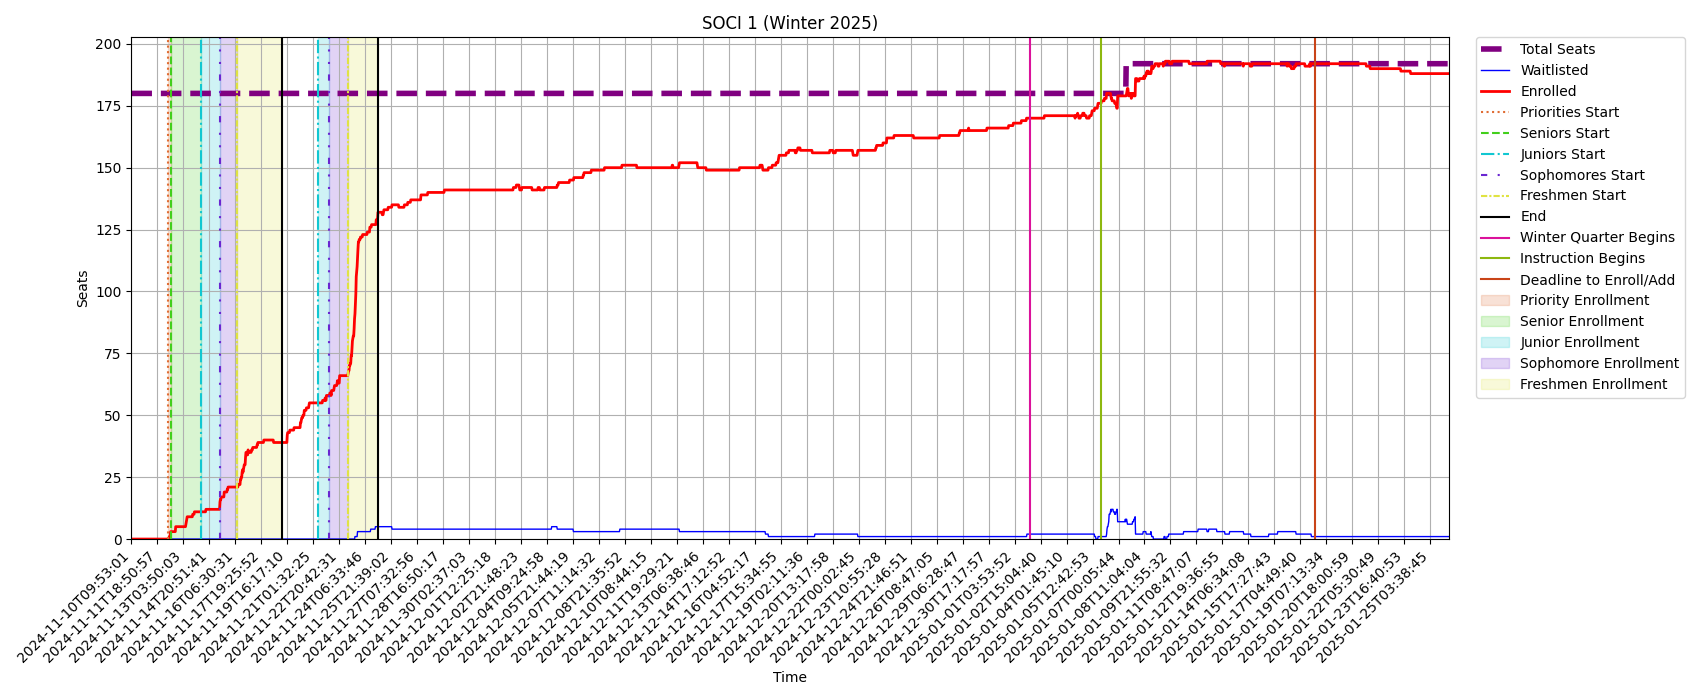 SOCI 1 (Winter 2025)
Seats
200
175
150
125
100
75
50
25
0
2024-11-10T09:53:01
2024-11-11T18:50:57
2024-11-13T03:50:03
2024-11-14T20:51:41
2024-11-16T06:30:31
2024-11-17T19:25:52
2024-11-19T16:17:10
2024-11-21T01:32:25
2024-11-22T20:42:31
2024-11-24T06:33:46
2024-11-25T21:39:02
2024-11-27T07:32:56
2024-11-28T16:50:17
2024-11-30T02:37:03
2024-12-01T12:25:18
2024-12-02T21:48:23
2024-12-04T09:24:58
2024-12-05T21:44:19
2024-12-07T11:14:32
2024-12-08T21:35:52
2024-12-10T08:44:15
2024-12-11T19:29:21
2024-12-13T06:38:46
2024-12-14T17:12:52
2024-12-16T04:52:17
2024-12-17T15:34:55
2024-12-19T02:11:36
2024-12-20T13:17:58
2024-12-22T00:02:45
2024-12-23T10:55:28
2024-12-24T21:46:51
2024-12-26T08:47:05
2024-12-29T06:28:47
2024-12-30T17:17:57
2025-01-01T03:53:52
2025-01-02T15:04:40
2025-01-04T01:45:10
2025-01-05T12:42:53
2025-01-07T00:05:44
2025-01-08T11:04:04
2025-01-09T21:55:32
2025-01-11T08:47:07
2025-01-12T19:36:55
2025-01-14T06:34:08
2025-01-15T17:27:43
2025-01-17T04:49:40
2025-01-19T07:13:34
2025-01-20T18:00:59
2025-01-22T05:30:49
2025-01-23T16:40:53
2025-01-25T03:38:45
Time
Total Seats
Waitlisted
Enrolled
Priorities Start
Seniors Start
Juniors Start
Sophomores Start
Freshmen Start
End
Winter Quarter Begins
Instruction Begins
Deadline to Enroll/Add
Priority Enrollment
Senior Enrollment
Junior Enrollment
Sophomore Enrollment
Freshmen Enrollment